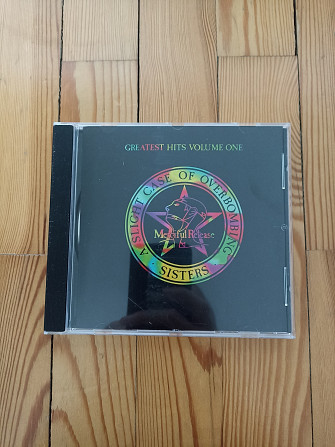 GREATEST HITS VOLUME ONE
A SLIGHT CASE OF OVERBOMBING
Merciful Release
SISTERS